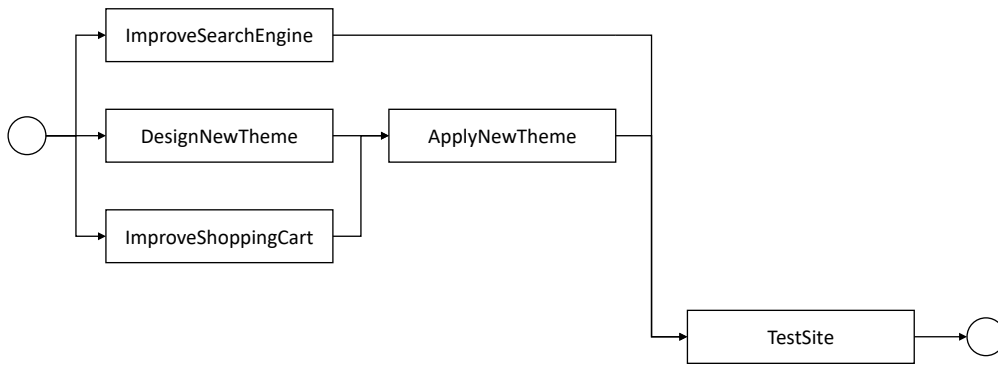 ImproveSearchEngine
DesignNewTheme
ApplyNewTheme
ImproveShoppingCart
TestSite